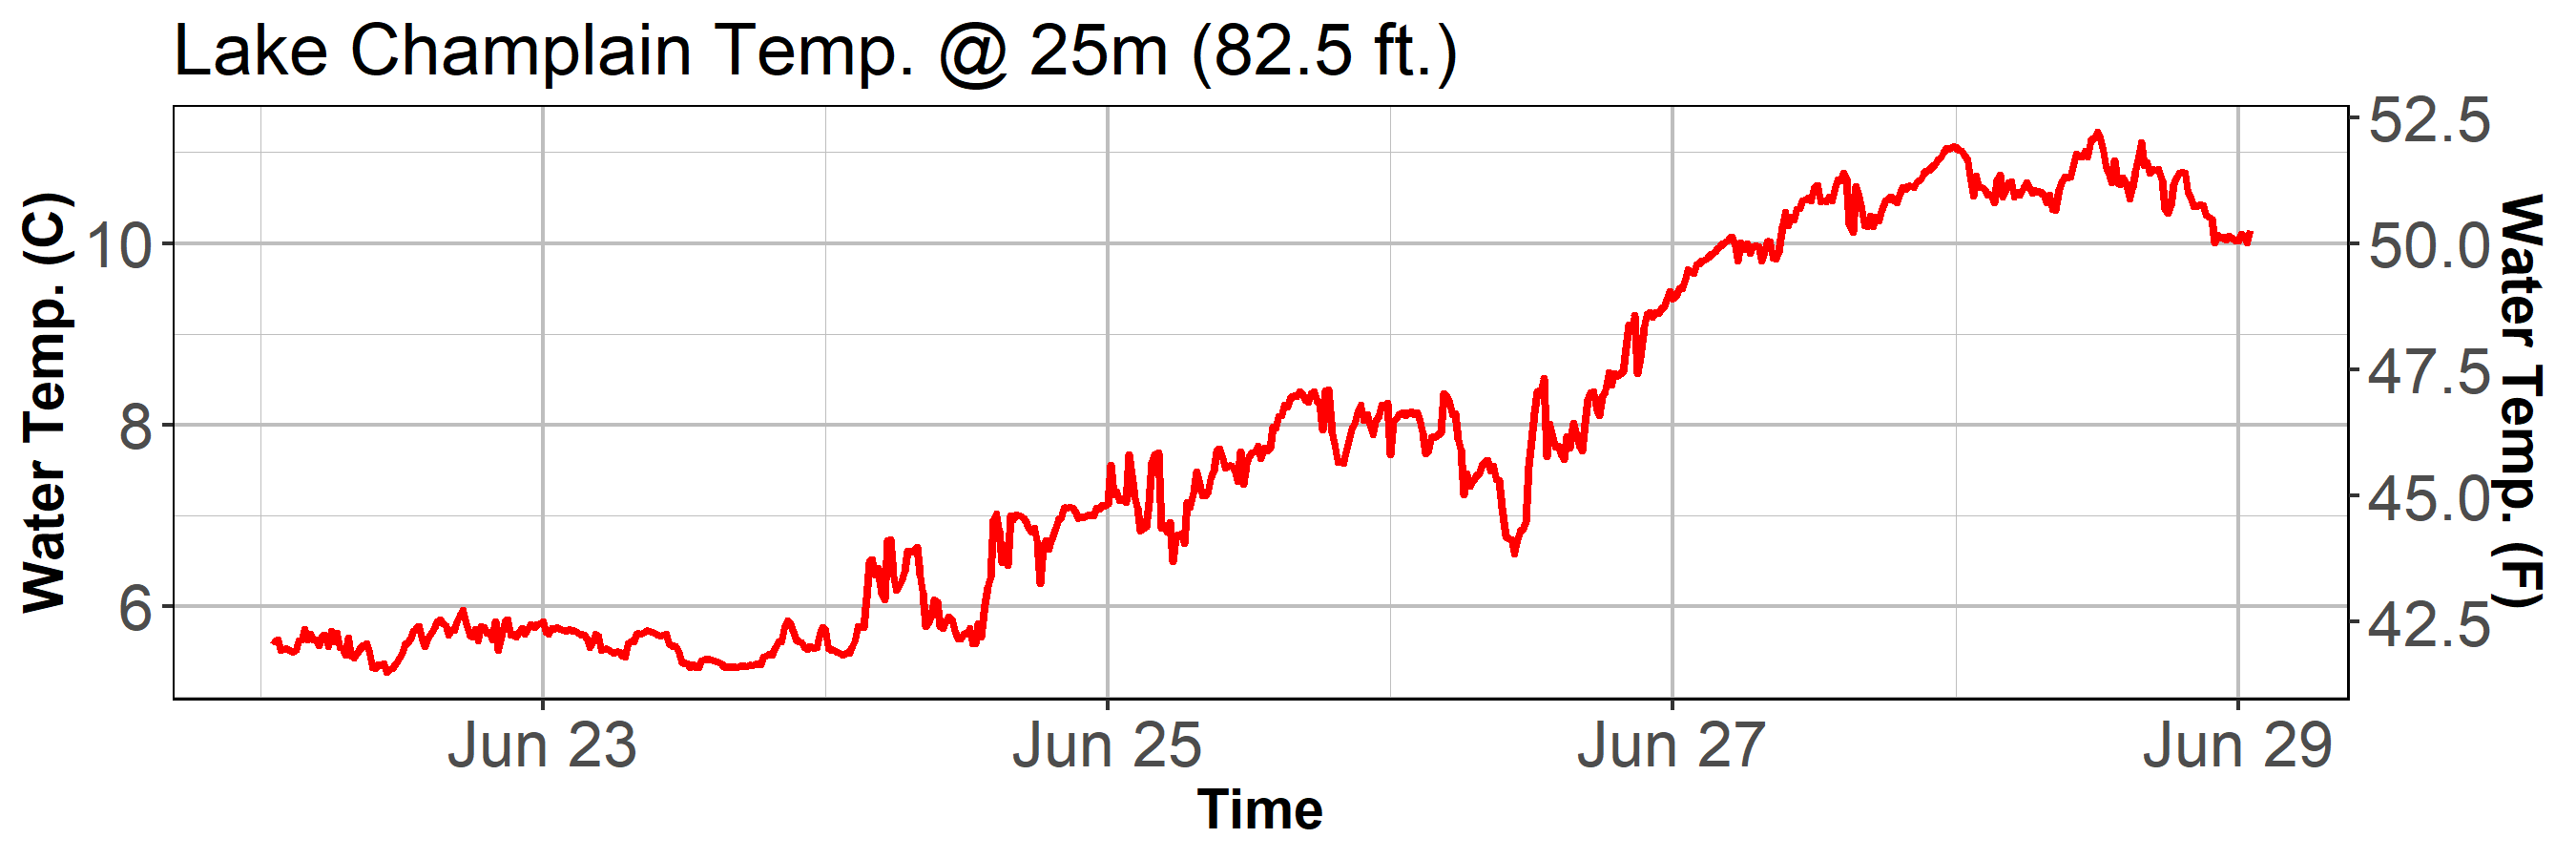 Lake Champlain Temp. @ 25m (82.5 ft.)
Water Temp. (C)
10
8
6
52.5
50.0
47.5
45.0
42.5
Water Temp. (F)
Jun 23
Jun 25
Jun 27
Jun 29
Time